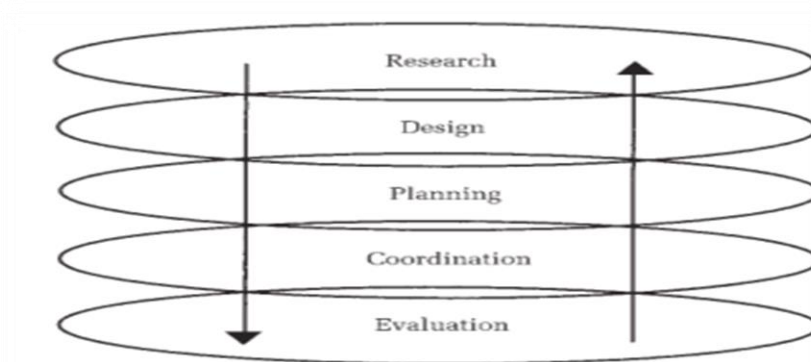 Research
Design
Planning
Coordination
Evaluation